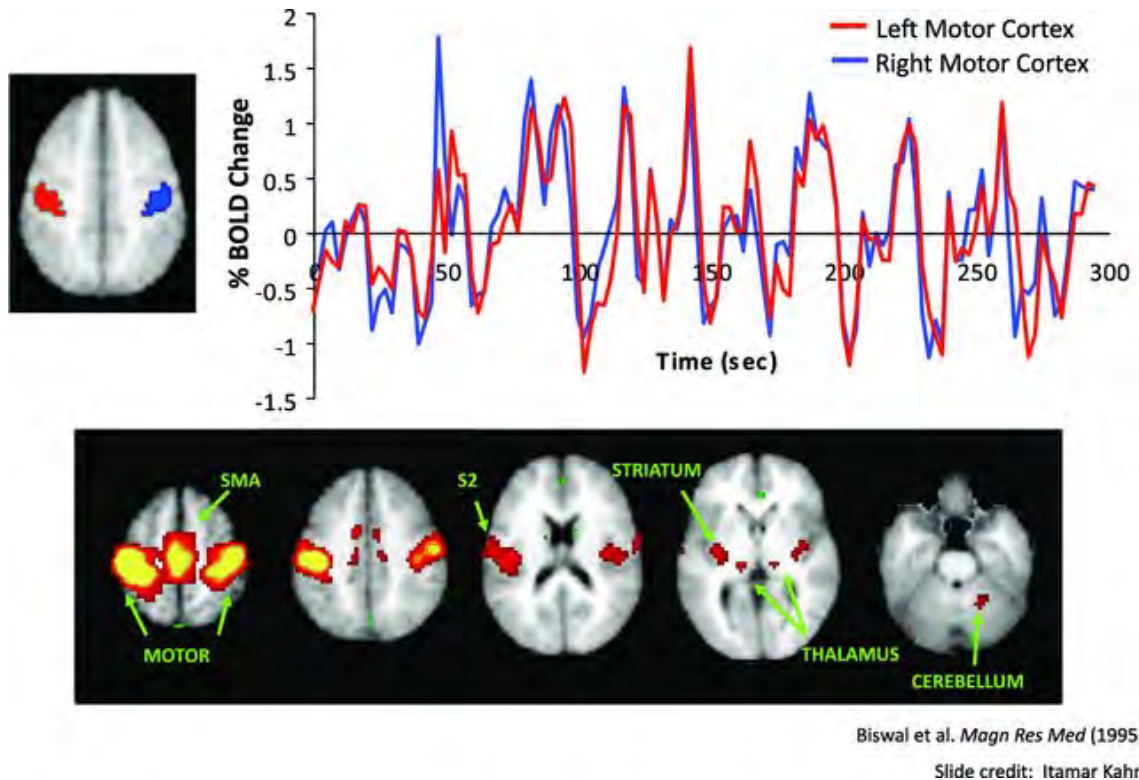 2
1.5
1
0.5
0
-0.5
-1
-1.5
% BOLD Change
Left Motor Cortex
Right Motor Cortex
0 50 100 150 200 250 300
Time (sec)
SMA
MOTOR
S2
STRIATUM
THALAMUS
CEREBELLUM
Biswal et al. Magn Res Med (1995
Slide credit: Itamar Kahr